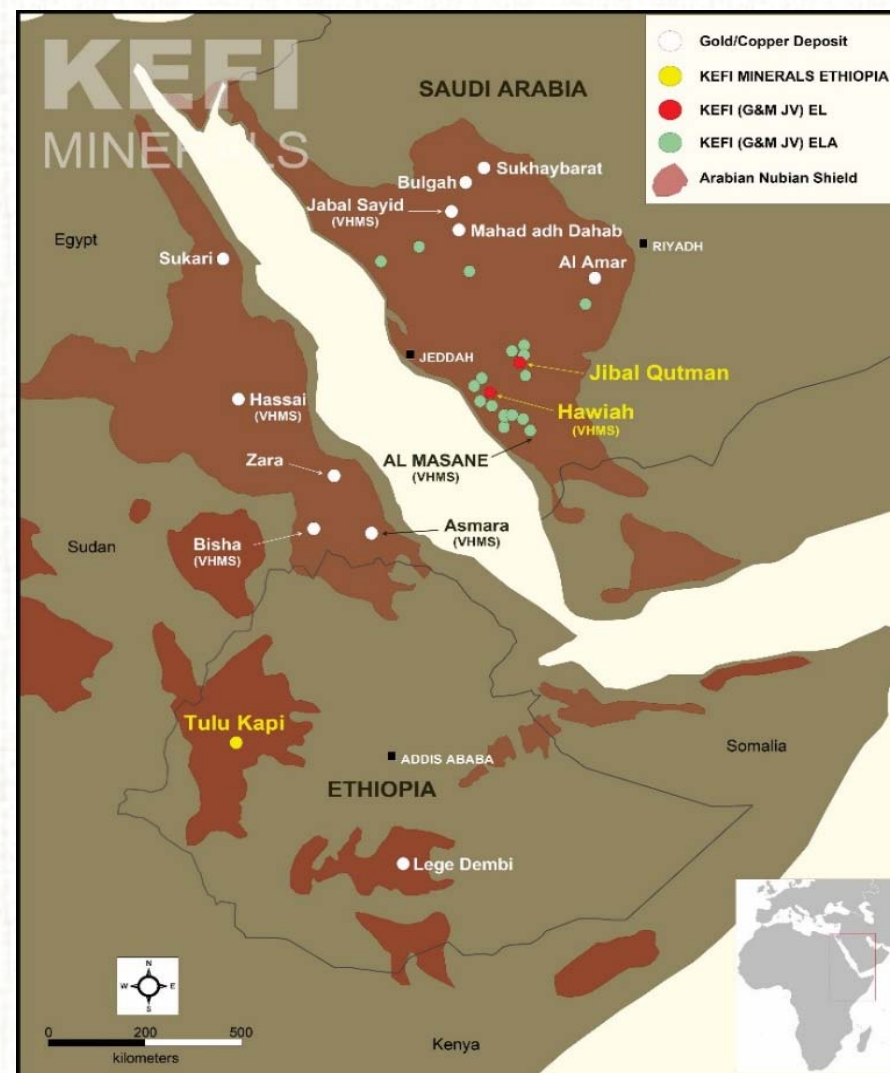 KEFI
MINERALS
SAUDI ARABIA
Gold/Copper Deposit
KEFI MINERALS ETHIOPIA
KEFI (G&M JV) EL
KEFI (G&M JV) ELA
Arabian Nubian Shield
Sukhaybarat
Bulgah
Jabal Sayid
(VHMS)
Mahad adh Dahab
Egypt
RIYADH
Sukari
Al Amar
JEDDAH
Jibal Qutman
Hassai
(VHMS)
Hawiah
(VHMS)
Zara
AL MASANE
(VHMS)
Sudan
Bisha
(VHMS)
Asmara
(VHMS)
Tulu Kapi
ADDIS ABABA
Somalia
ETHIOPIA
Lege Dembi
N
W E
S
0 200 500
kilometers
Kenya